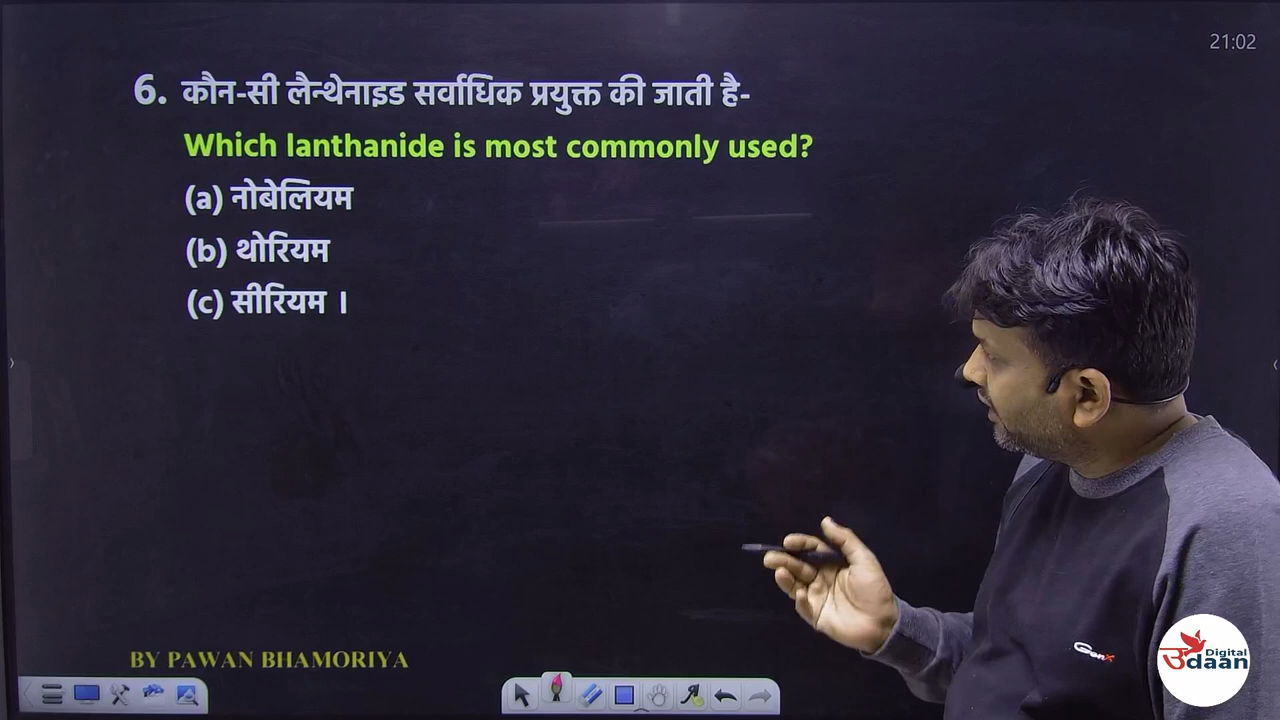 21:02
6. कौन-सी लैन्थेनाइड सर्वाधिक प्रयुक्त की जाती है-
Which lanthanide is most commonly used?
(a) नोबेलियम
(b) थोरियम
(c) सीरियम ।
BY PAWAN BHAMORIYA
GenX
Digital
उdaan